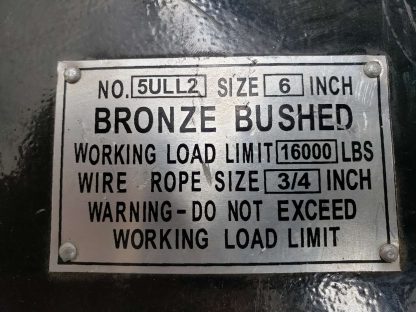 NO. 5ULL2 SIZE 6 INCH
BRONZE BUSHED
WORKING LOAD LIMIT 16000 LBS
WIRE ROPE SIZE 3/4 INCH
WARNING - DO NOT EXCEED
WORKING LOAD LIMIT